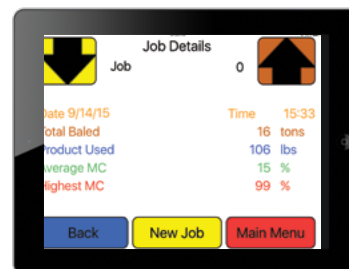 Job Details
Job 0
Date 9/14/15 Time 15:33
Total Baled 16 tons
Product Used 106 lbs
Average MC 15 %
Highest MC 99 %
Back New Job Main Menu